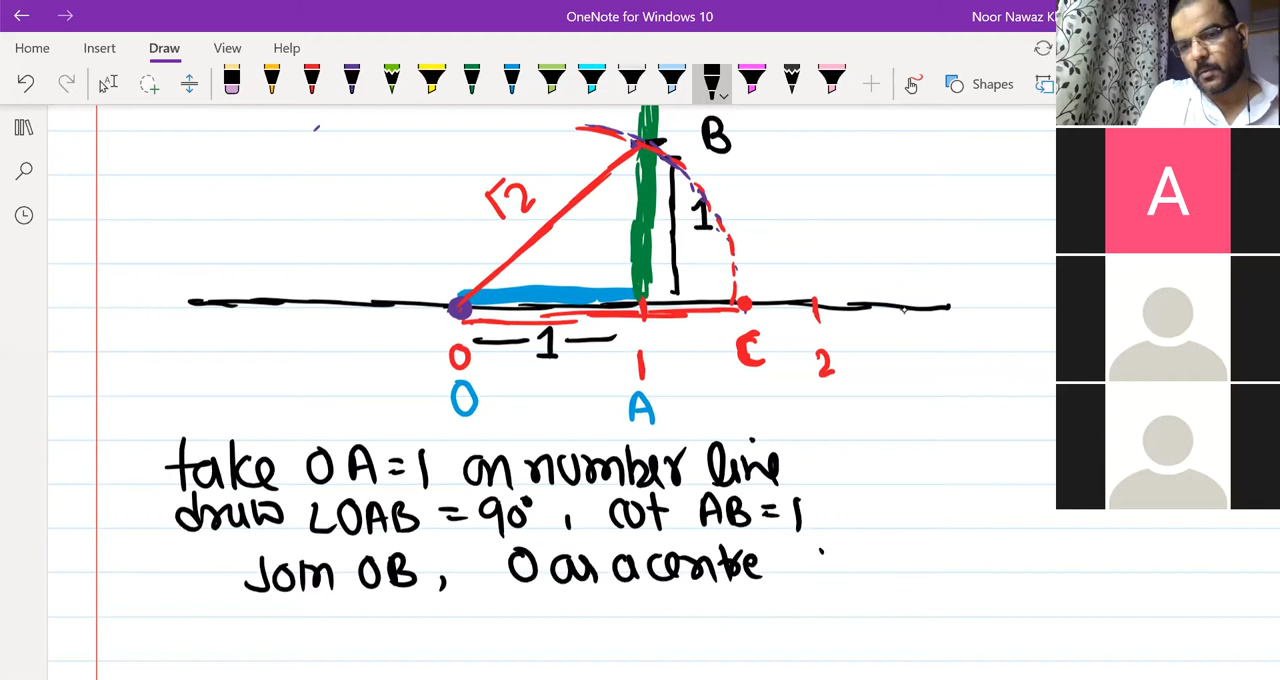 OneNote for Windows 10
Noor Nawaz K
Home Insert Draw View Help
Shapes
B
√2
1
1
0 1 C 2
O A
A
take OA=1 on number line
draw ∠OAB = 90°, cot AB=1
Join OB, O as a centre